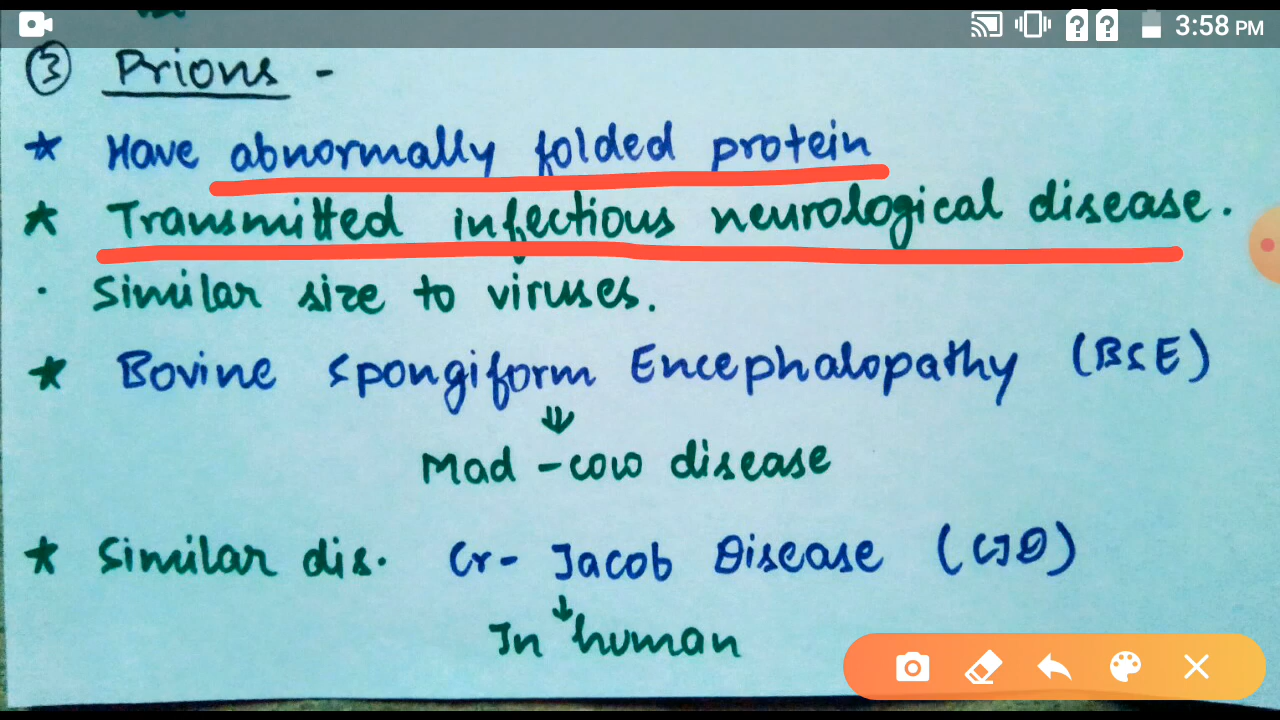 3:58 PM
③ Prions -
★ Have abnormally folded protein
★ Transmitted infectious neurological disease.
· Similar size to viruses.
★ Bovine Spongiform Encephalopathy (BSE)
⇓
Mad - cow disease
★ Similar dis. Cr- Jacob Disease (CJD)
↓
In human